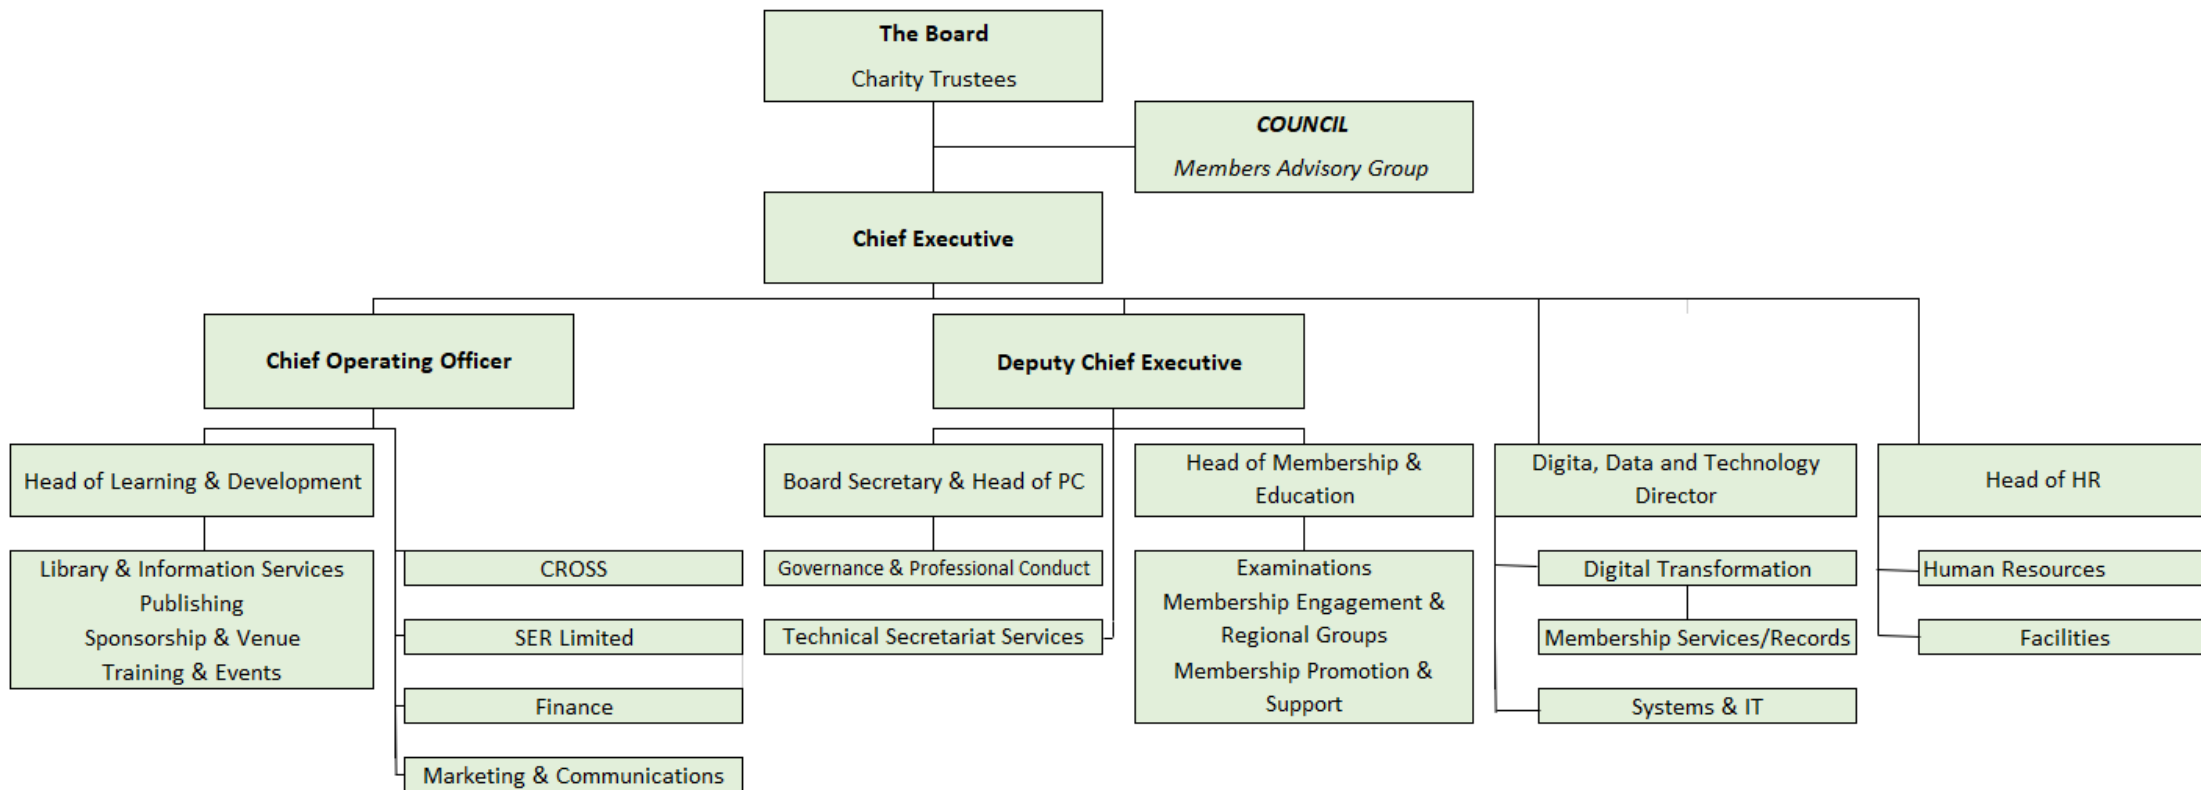 The Board
Charity Trustees
COUNCIL
Members Advisory Group
Chief Executive
Chief Operating Officer
Deputy Chief Executive
Head of Learning & Development
Board Secretary & Head of PC
Head of Membership &
Education
Digita, Data and Technology
Director
Head of HR
Library & Information Services
Publishing
Sponsorship & Venue
Training & Events
CROSS
SER Limited
Finance
Marketing & Communications
Governance & Professional Conduct
Technical Secretariat Services
Examinations
Membership Engagement &
Regional Groups
Membership Promotion &
Support
Digital Transformation
Membership Services/Records
Systems & IT
Human Resources
Facilities